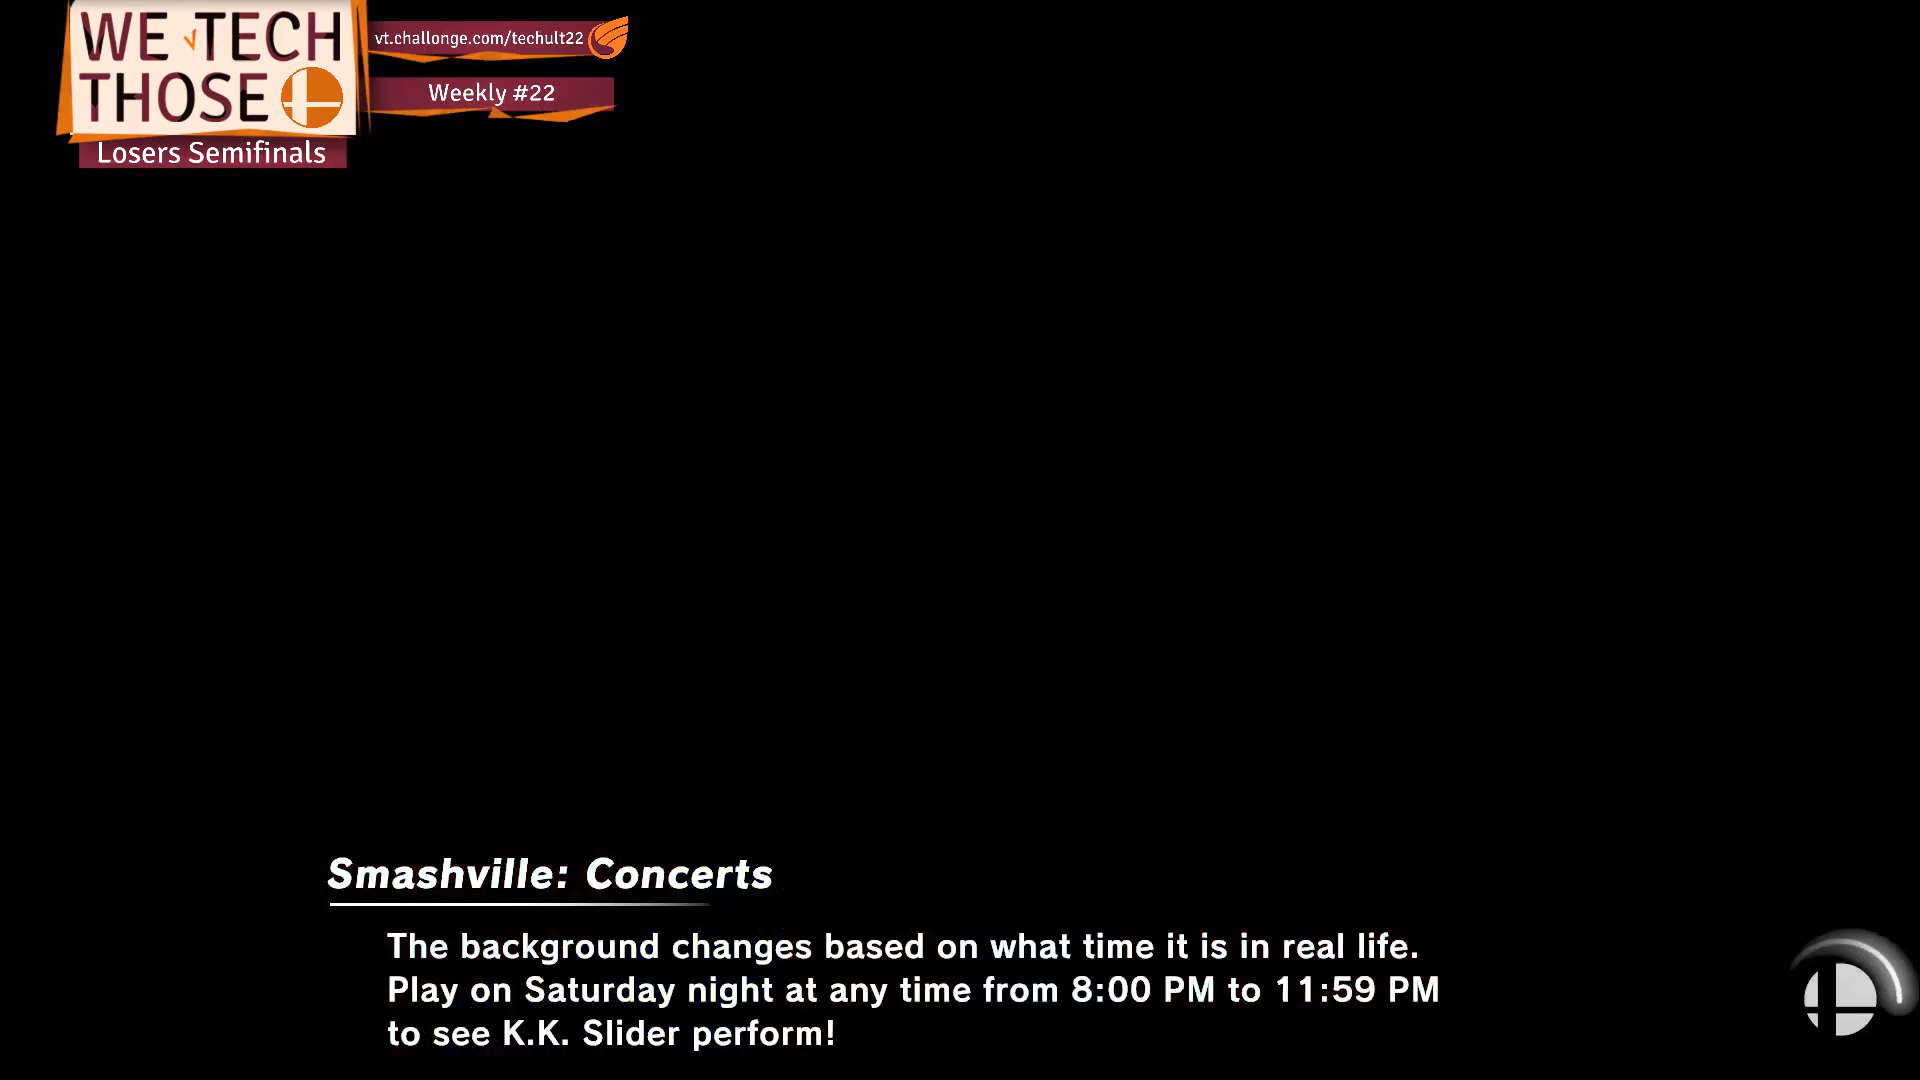 WE TECH
THOSE
vt.challonge.com/techult22
Weekly #22
Losers Semifinals
Smashville: Concerts
The background changes based on what time it is in real life.
Play on Saturday night at any time from 8:00 PM to 11:59 PM
to see K.K. Slider perform!